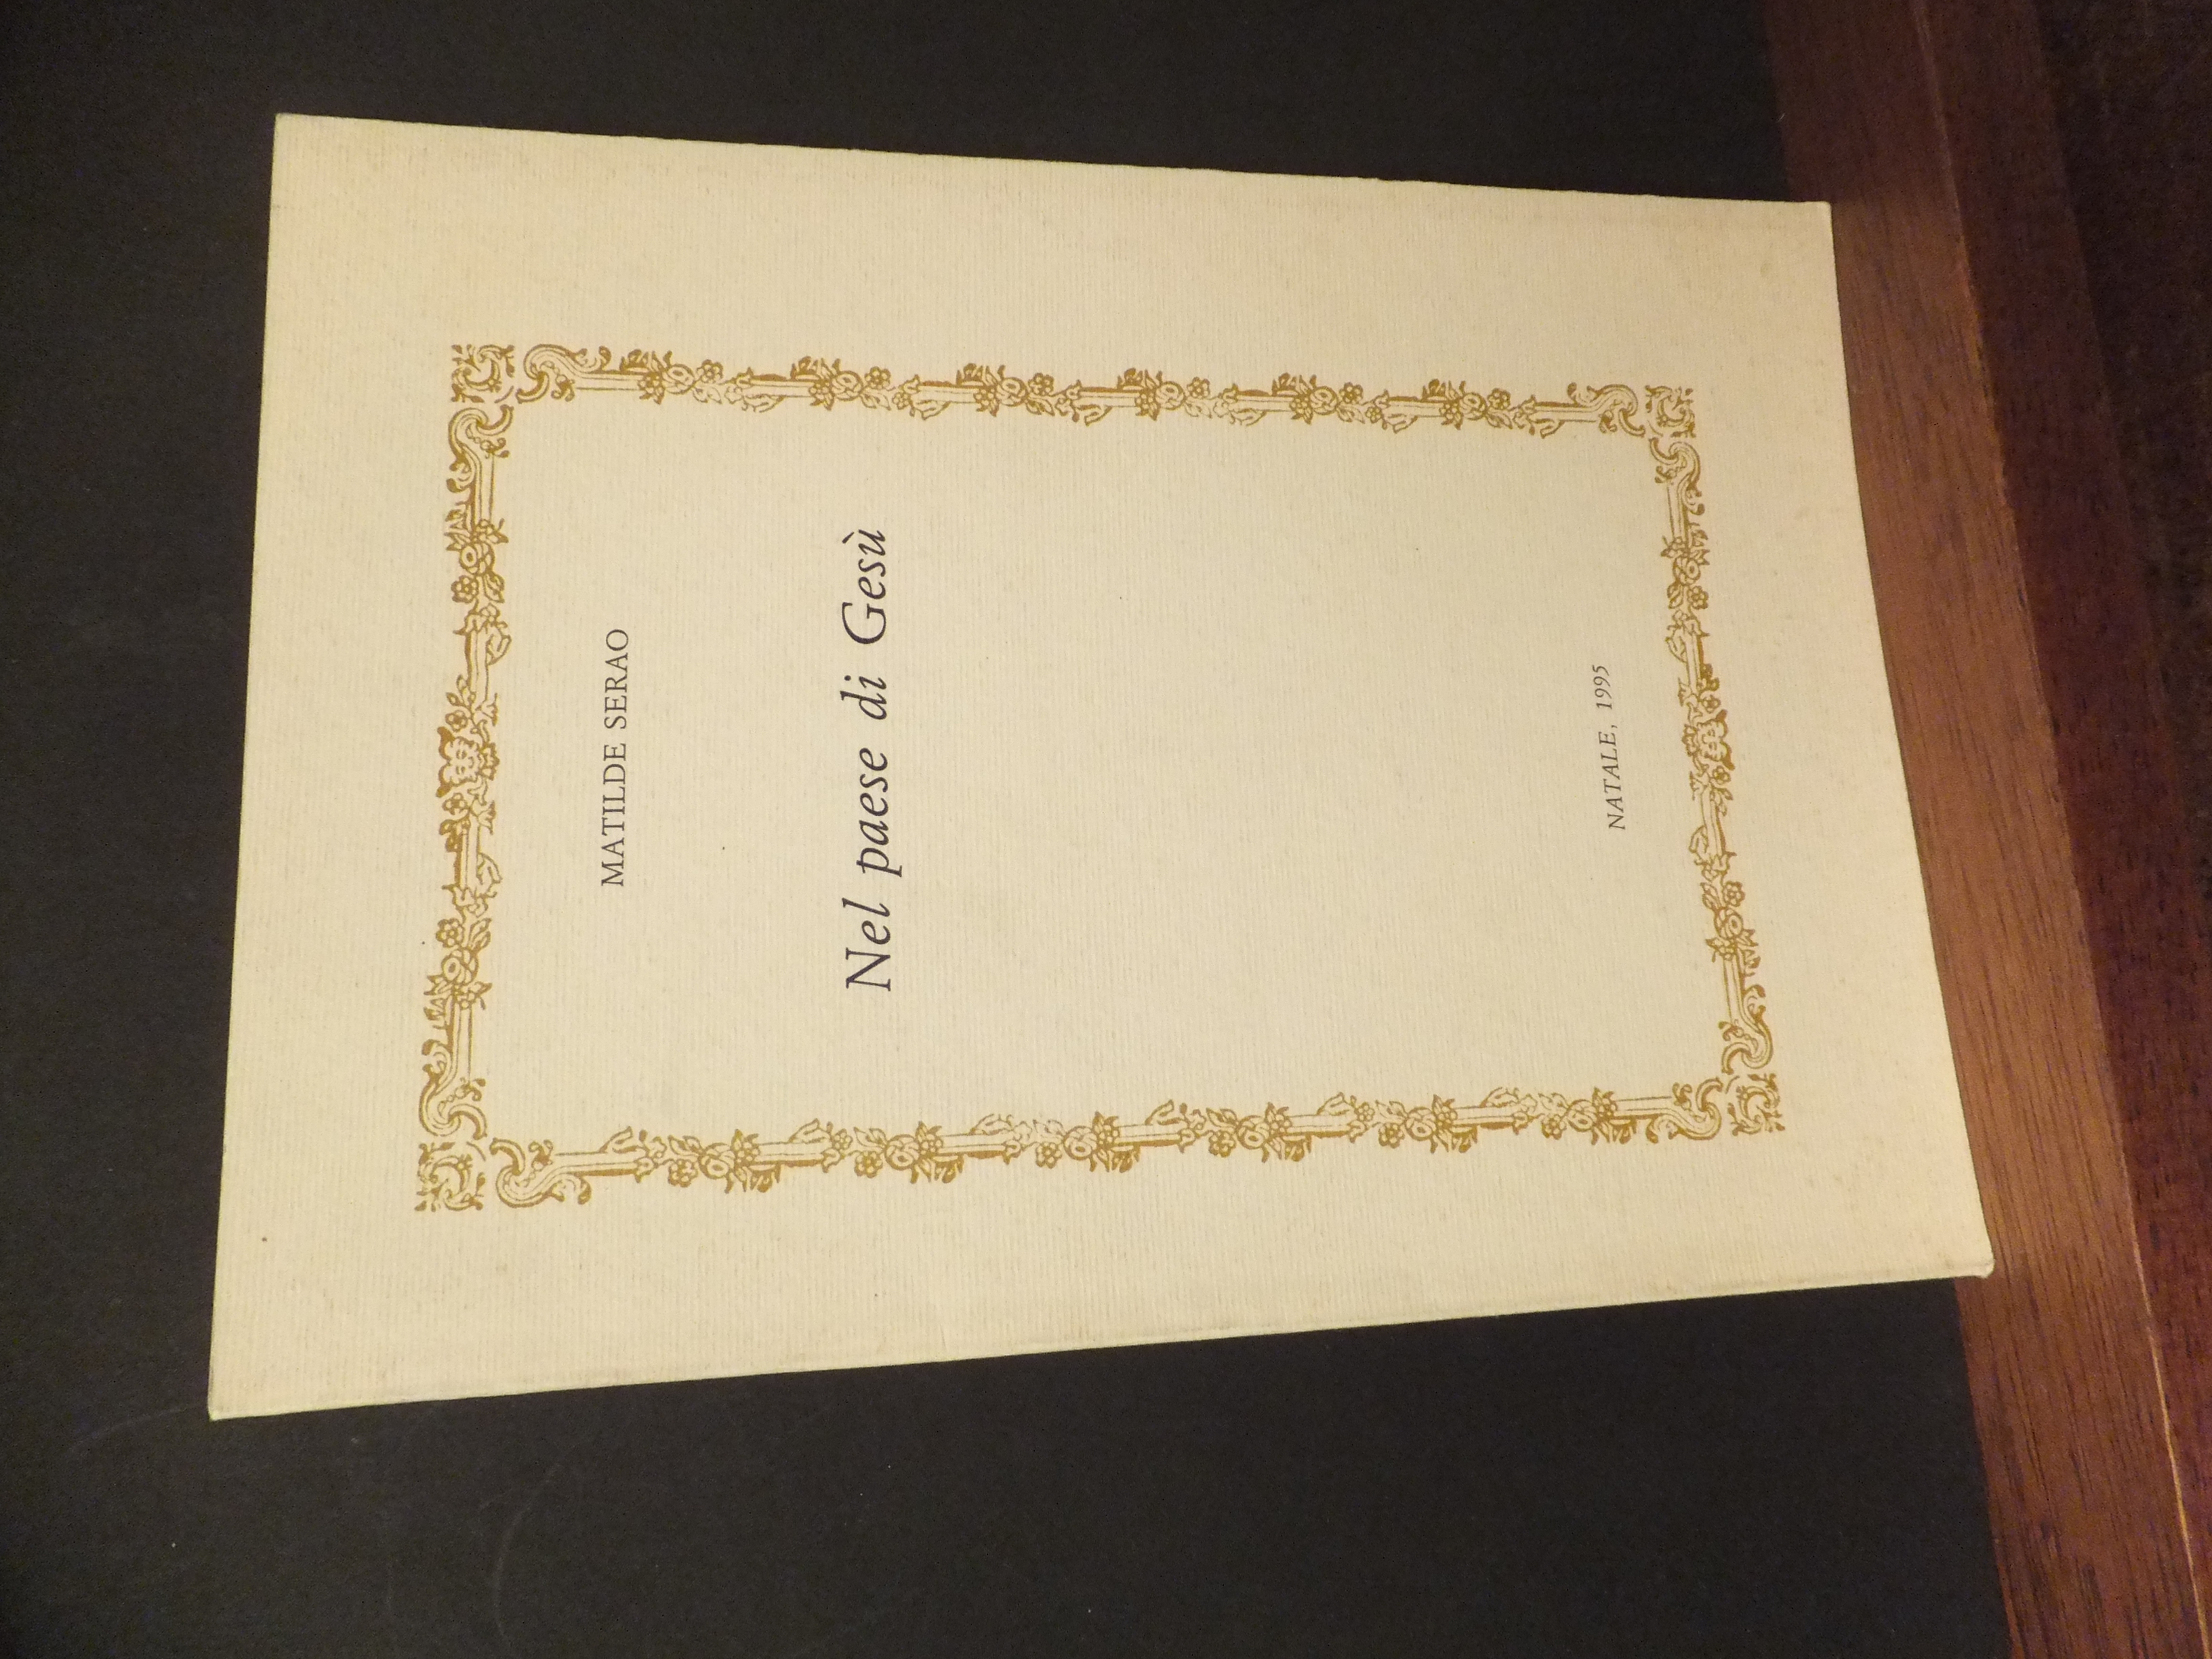 MATILDE SERAO
Nel paese di Gesù
NATALE, 1995